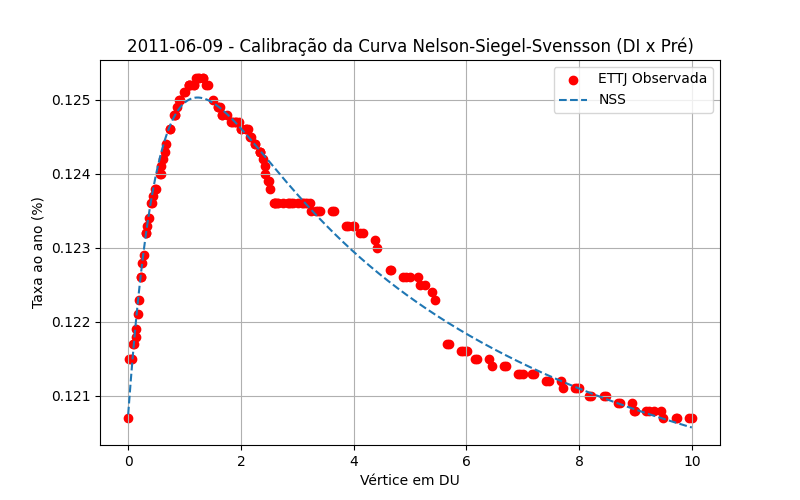 2011-06-09 - Calibração da Curva Nelson-Siegel-Svensson (DI x Pré)
ETTJ Observada
NSS
Taxa ao ano (%)
0.125
0.124
0.123
0.122
0.121
0
2
4
6
8
10
Vértice em DU